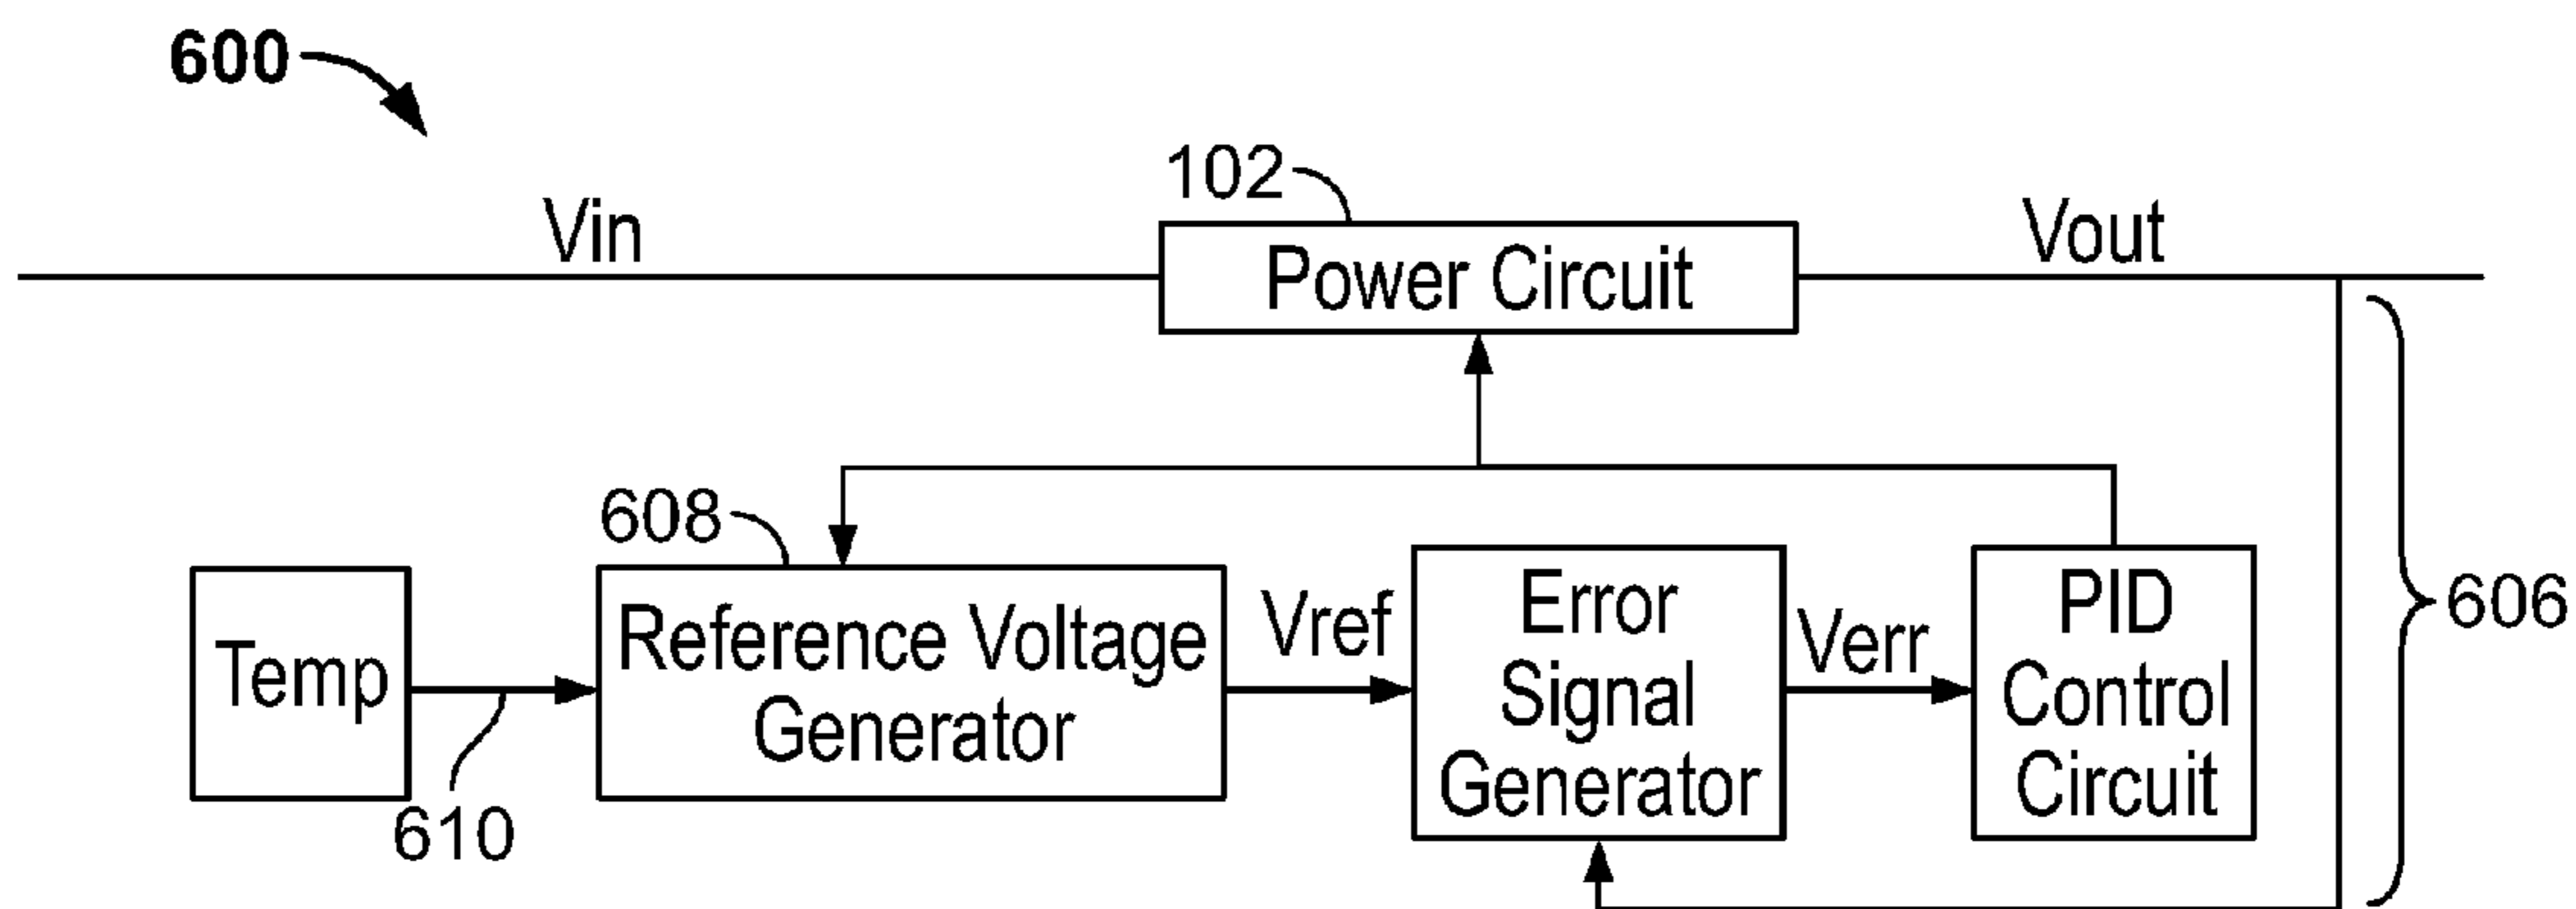 600
102
Vin
Power Circuit
Vout
608
Temp
610
Reference Voltage
Generator
Vref
Error
Signal
Generator
Verr
PID
Control
Circuit
606